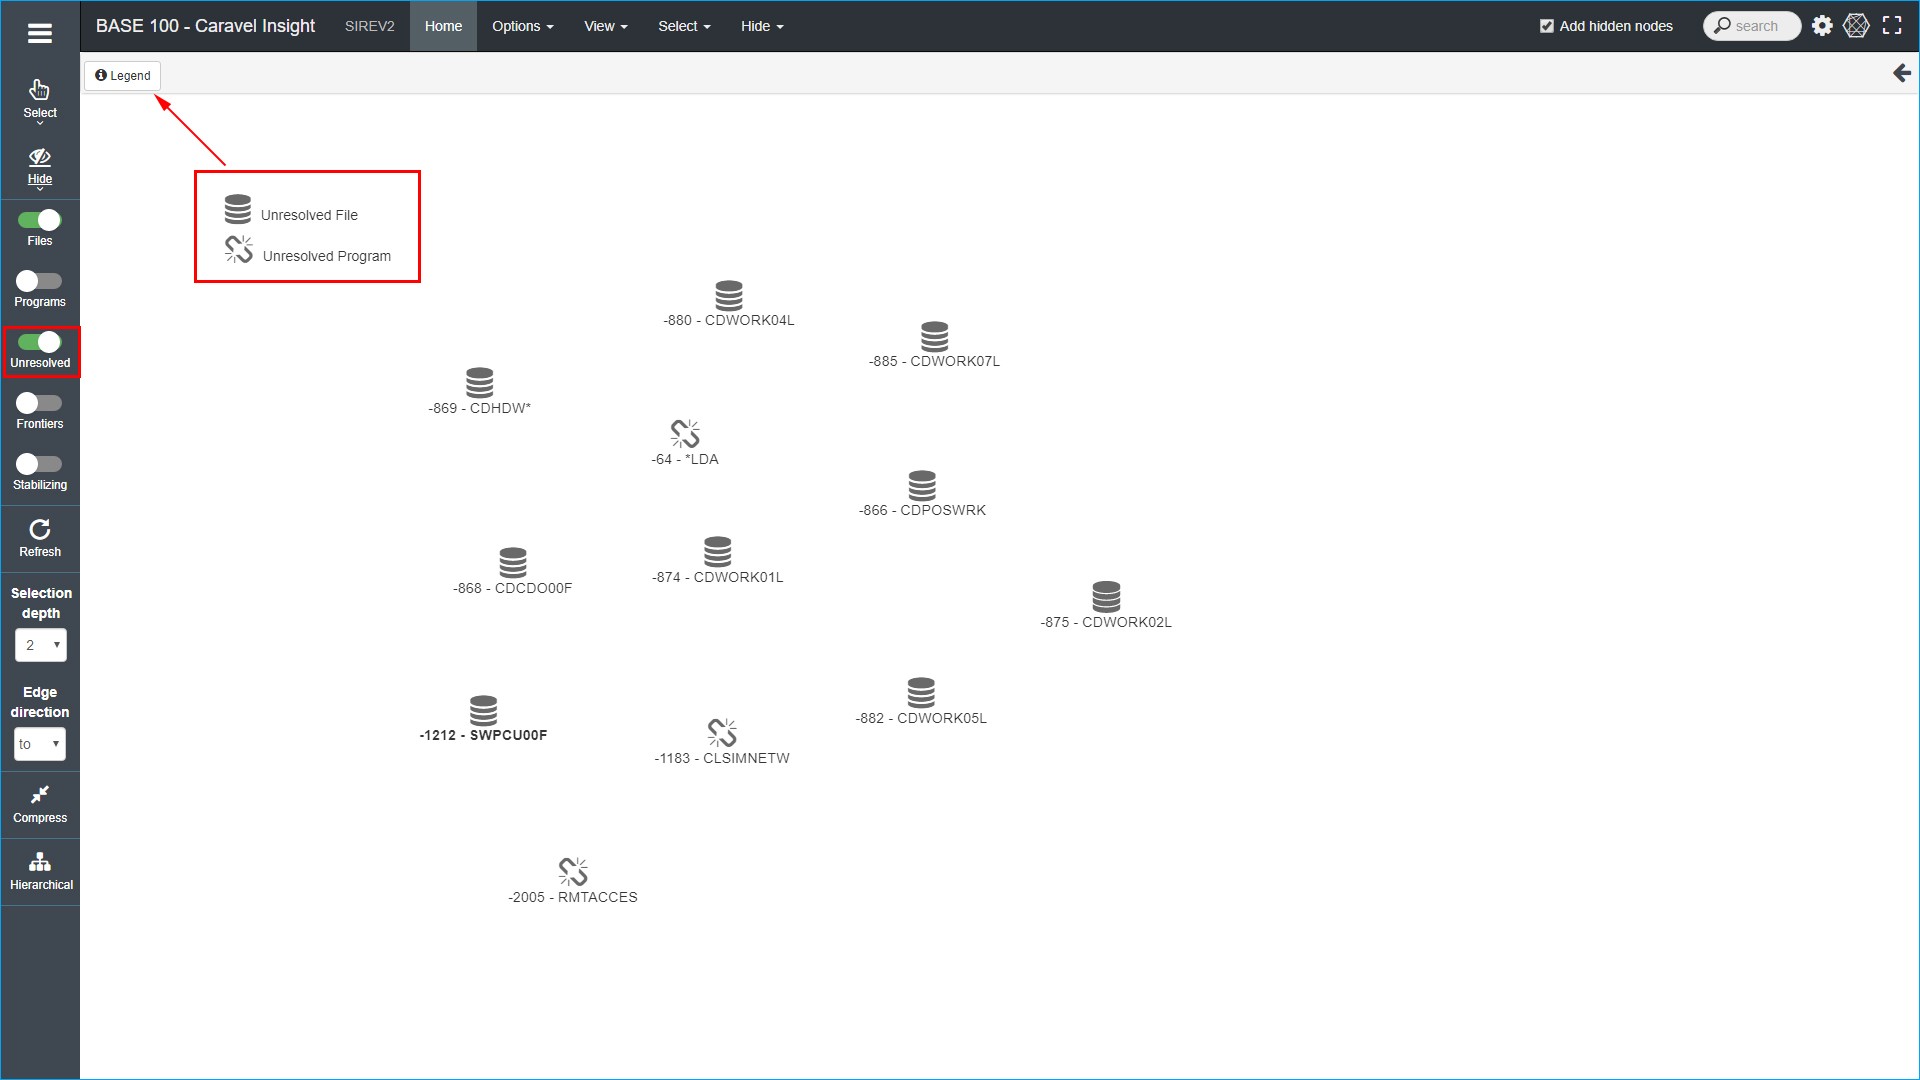 BASE 100 - Caravel Insight
SIREV2
Home
Options
View
Select
Hide
Add hidden nodes
search
Legend
Select
Hide
Files
Programs
Unresolved
Frontiers
Stabilizing
Refresh
Selection
depth
2
Edge
direction
to
Compress
Hierarchical
Unresolved File
Unresolved Program
-880 - CDWORK04L
-885 - CDWORK07L
-869 - CDHDW*
-64 - *LDA
-866 - CDPOSWRK
-874 - CDWORK01L
-868 - CDCDO00F
-875 - CDWORK02L
-882 - CDWORK05L
-1212 - SWPCU00F
-1183 - CLSIMNETW
-2005 - RMTACCES